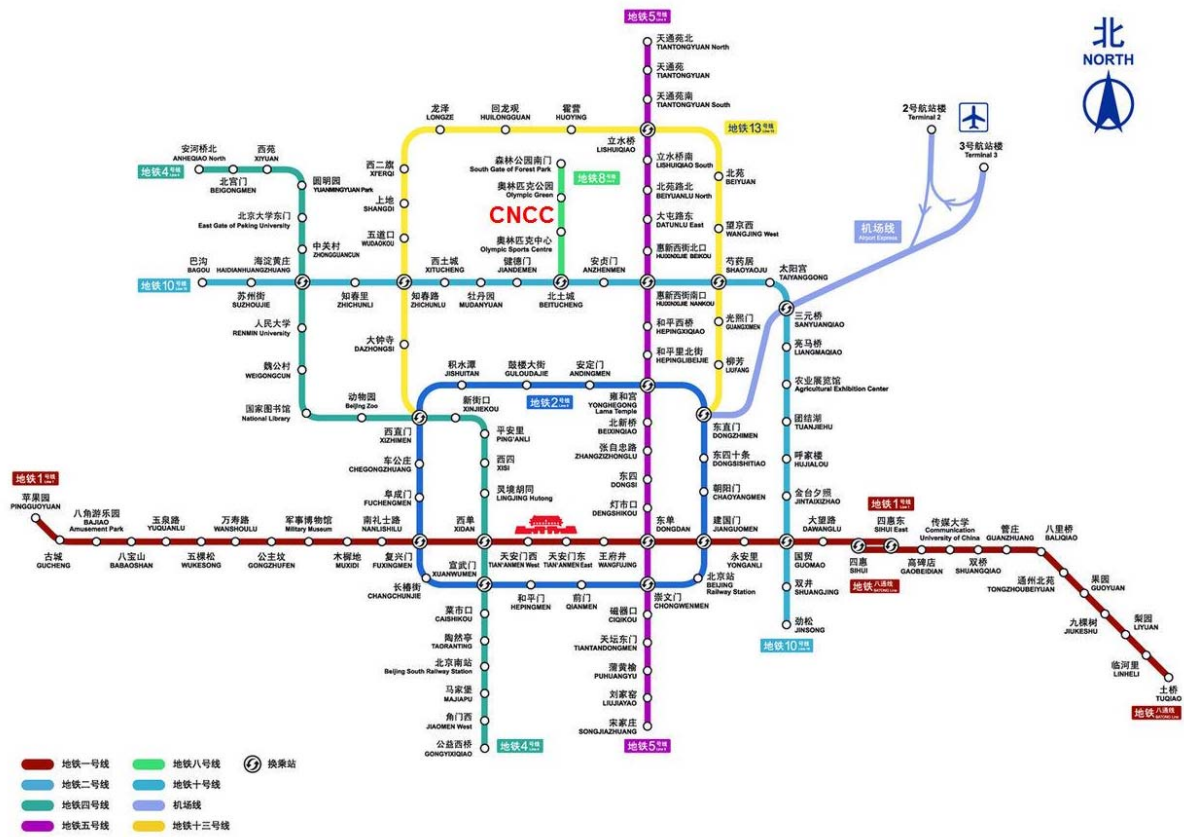 地铁5号线
Line 5
天通苑北
TIANTONGYUAN North
天通苑
TIANTONGYUAN
天通苑南
TIANTONGYUAN South
北
NORTH
2号航站楼
Terminal 2
3号航站楼
Terminal 3
龙泽
LONGZE
回龙观
HUILONGGUAN
霍营
HUOYING
立水桥
LISHUIQIAO
地铁13号线
安河桥北
ANHEQIAO North
西苑
XIYUAN
地铁4号线
北宫门
BEIGONGMEN
圆明园
YUANMINGYUAN Park
西二旗
XI'ERQI
森林公园南门
South Gate of Forest Park
地铁8号线
立水桥南
LISHUIQIAO South
北苑
BEIYUAN
上地
SHANGDI
奥林匹克公园
Olympic Green
北苑路北
BEIYUANLU North
北京大学东门
East Gate of Peking University
CNCC
大屯路东
DATUNLU East
望京西
WANGJING West
机场线
Airport Express
五道口
WUDAOKOU
奥林匹克中心
Olympic Sports Centre
惠新西街北口
HUIXINXIJIE BEIKOU
中关村
ZHONGGUANCUN
巴沟
BAGOU
海淀黄庄
HAIDIANHUANGZHUANG
西土城
XITUCHENG
健德门
JIANDEMEN
安贞门
ANZHENMEN
芍药居
SHAOYAOJU
太阳宫
TAIYANGGONG
地铁10号线
苏州街
SUZHOUJIE
知春里
ZHICHUNLI
知春路
ZHICHUNLU
牡丹园
MUDANYUAN
北土城
BEITUCHENG
惠新西街南口
HUIXINXIJIE NANKOU
三元桥
SANYUANQIAO
人民大学
RENMIN University
和平西桥
HEPINGXIQIAO
光熙门
GUANGXIMEN
亮马桥
LIANGMAQIAO
大钟寺
DAZHONGSI
和平里北街
HEPINGLIBEIJIE
柳芳
LIUFANG
魏公村
WEIGONGCUN
积水潭
JISHUITAN
鼓楼大街
GULOUDAJIE
安定门
ANDINGMEN
农业展览馆
Agricultural Exhibition Center
国家图书馆
National Library
动物园
Beijing Zoo
新街口
XINJIEKOU
地铁2号线
雍和宫
YONGHEGONG
Lama Temple
团结湖
TUANJIEHU
西直门
XIZHIMEN
平安里
PING'ANLI
北新桥
BEIXINQIAO
东直门
DONGZHIMEN
车公庄
CHEGONGZHUANG
西四
XISI
张自忠路
ZHANGZIZHONGLU
东四十条
DONGSISHITIAO
呼家楼
HUJIALOU
地铁1号线
阜成门
FUCHENGMEN
灵境胡同
LINGJING Hutong
东四
DONGSI
朝阳门
CHAOYANGMEN
金台夕照
JINTAIXIZHAO
地铁1号线
苹果园
PINGGUOYUAN
灯市口
DENGSHIKOU
八角游乐园
BAJIAO
Amusement Park
玉泉路
YUQUANLU
万寿路
WANSHOULU
军事博物馆
Military Museum
南礼士路
NANLISHILU
西单
XIDAN
东单
DONGDAN
建国门
JIANGUOMEN
大望路
DAWANGLU
四惠东
SIHUI East
传媒大学
Communication
University of China
管庄
GUANZHUANG
八里桥
BALIQIAO
古城
GUCHENG
八宝山
BABAOSHAN
五棵松
WUKESONG
公主坟
GONGZHUFEN
木樨地
MUXIDI
复兴门
FUXINGMEN
天安门西
TIAN'ANMEN West
天安门东
TIAN'ANMEN East
王府井
WANGFUJING
永安里
YONGANLI
国贸
GUOMAO
四惠
SIHUI
高碑店
GAOBEIDIAN
双桥
SHUANGQIAO
宣武门
XUANWUMEN
通州北苑
TONGZHOUBEIYUAN
果园
GUOYUAN
长椿街
CHANGCHUNJIE
和平门
HEPINGMEN
前门
QIANMEN
崇文门
CHONGWENMEN
北京站
BEIJING
Railway Station
双井
SHUANGJING
地铁八通线
BATONG Line
菜市口
CAISHIKOU
磁器口
CIQIKOU
劲松
JINSONG
九棵树
JIUKESHU
梨园
LIYUAN
陶然亭
TAORANTING
天坛东门
TIANTANDONGMEN
地铁10号线
北京南站
Beijing South Railway Station
蒲黄榆
PUHUANGYU
临河里
LINHELI
马家堡
MAJIAPU
刘家窑
LIUJIAYAO
土桥
TUQIAO
地铁八通线
BATONG Line
角门西
JIAOMEN West
宋家庄
SONGJIAZHUANG
公益西桥
GONGYIXIQIAO
地铁4号线
地铁5号线
地铁一号线
地铁八号线
换乘站
地铁二号线
地铁十号线
地铁四号线
机场线
地铁五号线
地铁十三号线